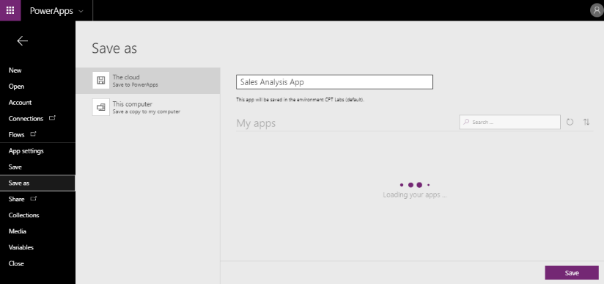 PowerApps
Save as
New
Open
Account
Connections
Flows
App settings
Save
Save as
Share
Collections
Media
Variables
Close
The cloud
Save to PowerApps
This computer
Save a copy to my computer
Sales Analysis App
This app will be saved in the environment CPT Labs (default).
My apps
Search ...
Loading your apps ...
Save